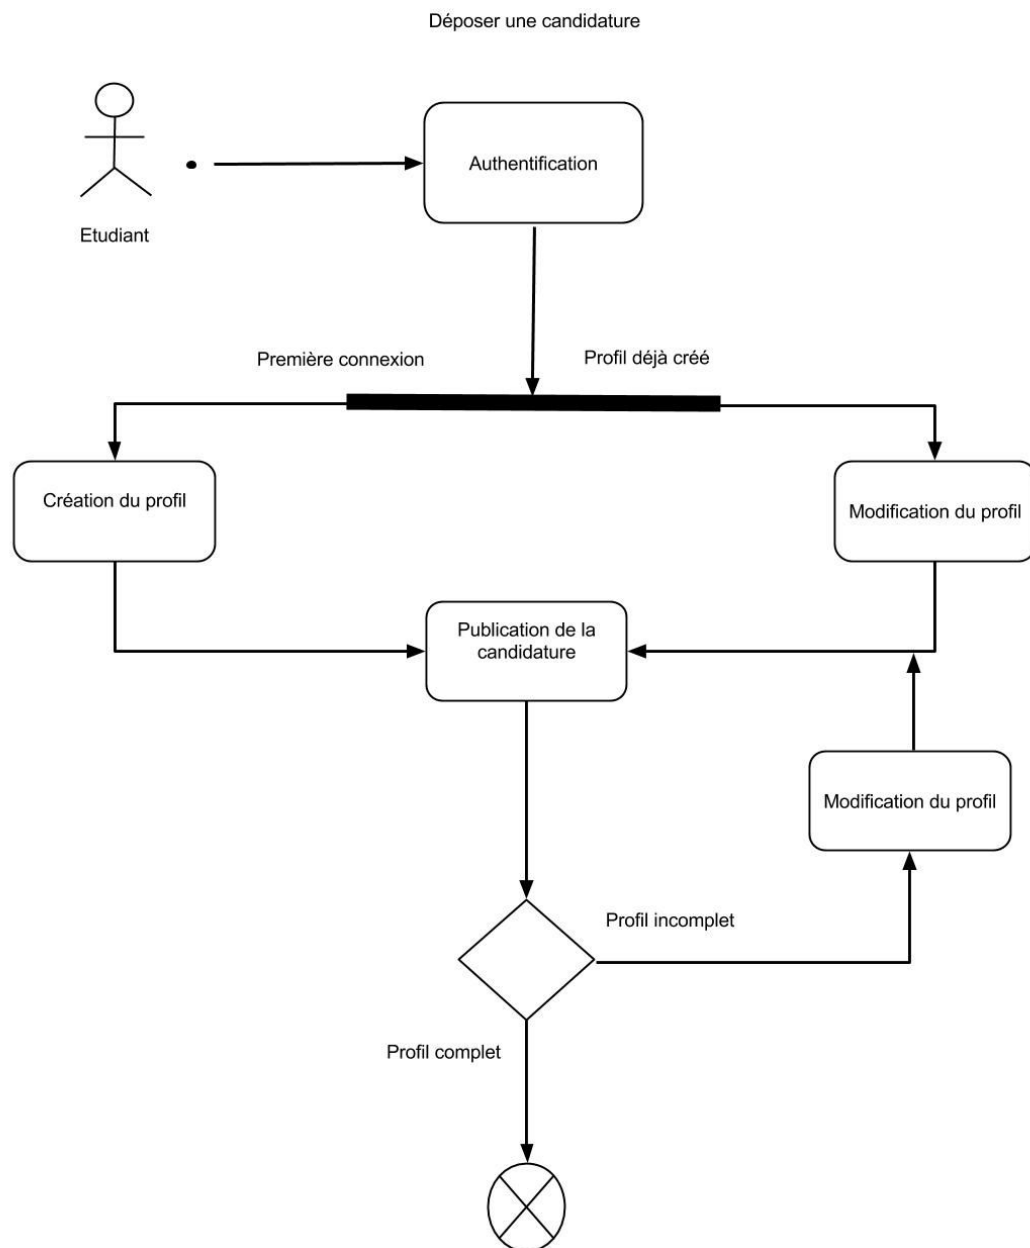 Déposer une candidature
Authentification
Etudiant
Première connexion
Profil déjà créé
Création du profil
Modification du profil
Publication de la
candidature
Modification du profil
Profil incomplet
Profil complet